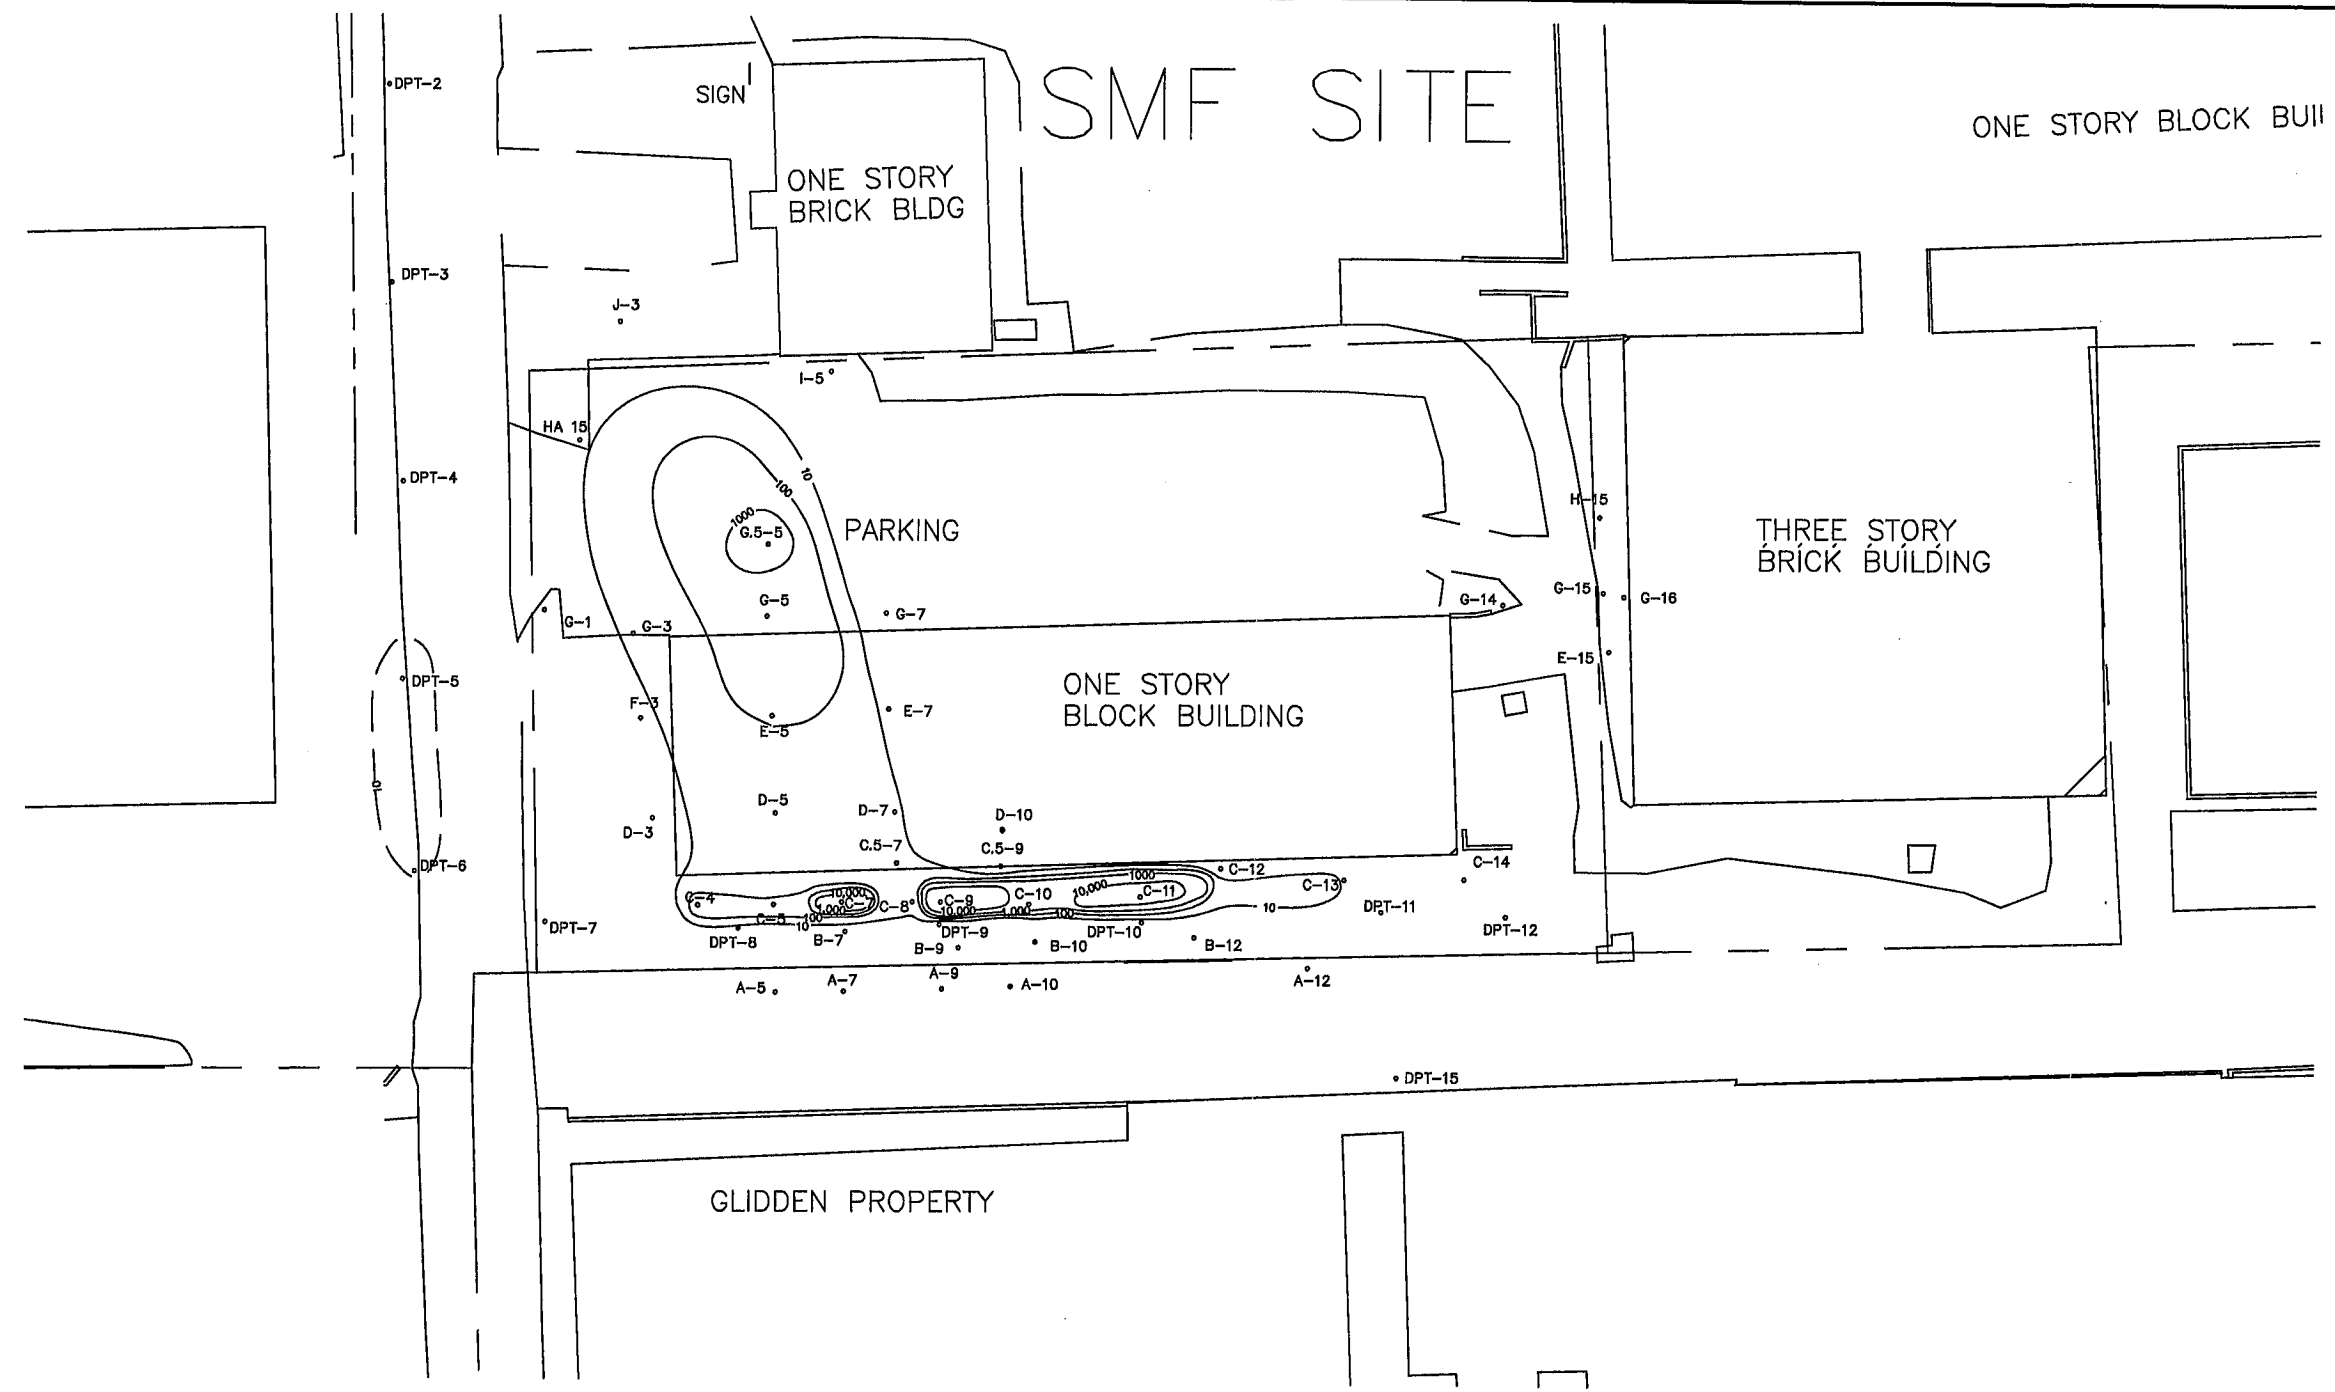 DPT-2
SIGN
SMF SITE
ONE STORY BLOCK BUIL
ONE STORY
BRICK BLDG
DPT-3
J-3
I-5
HA 15
DPT-4
10
100
1000
G.5-5
PARKING
H-15
THREE STORY
BRICK BUILDING
G-5
G-7
G-14
G-15
G-16
G-1
G-3
E-15
DPT-5
F-3
E-7
E-5
ONE STORY
BLOCK BUILDING
10
D-5
D-7
D-10
D-3
C.5-7
C.5-9
DPT-6
C-12
C-14
C-13
1000
10,000
C-11
C-10
C-9
C-8
10,000
C-
1,000
C-4
C-5
100
10
10,000
1,000
100
10
DPT-11
DPT-12
DPT-7
DPT-8
B-7
DPT-9
B-9
B-10
DPT-10
B-12
A-5
A-7
A-9
A-10
A-12
DPT-15
GLIDDEN PROPERTY